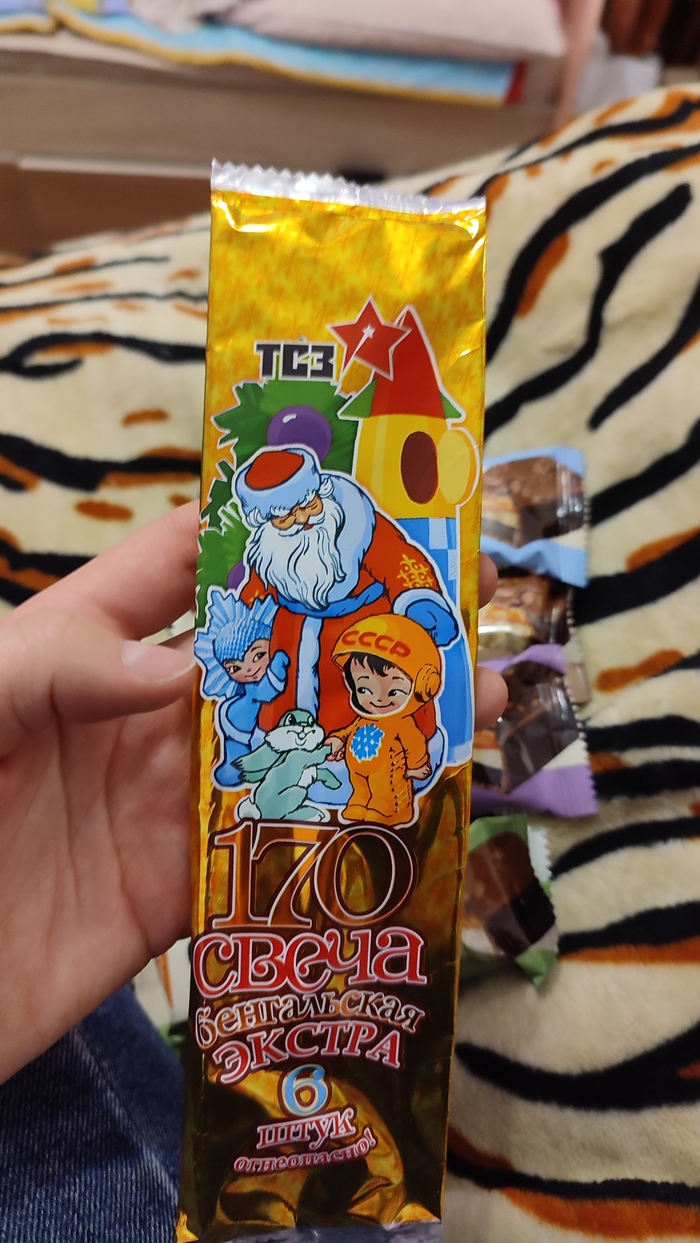 ТСЗ
СССР
170
свеча
бенгальская
ЭКСТРА
6
штук
огнеопасно!